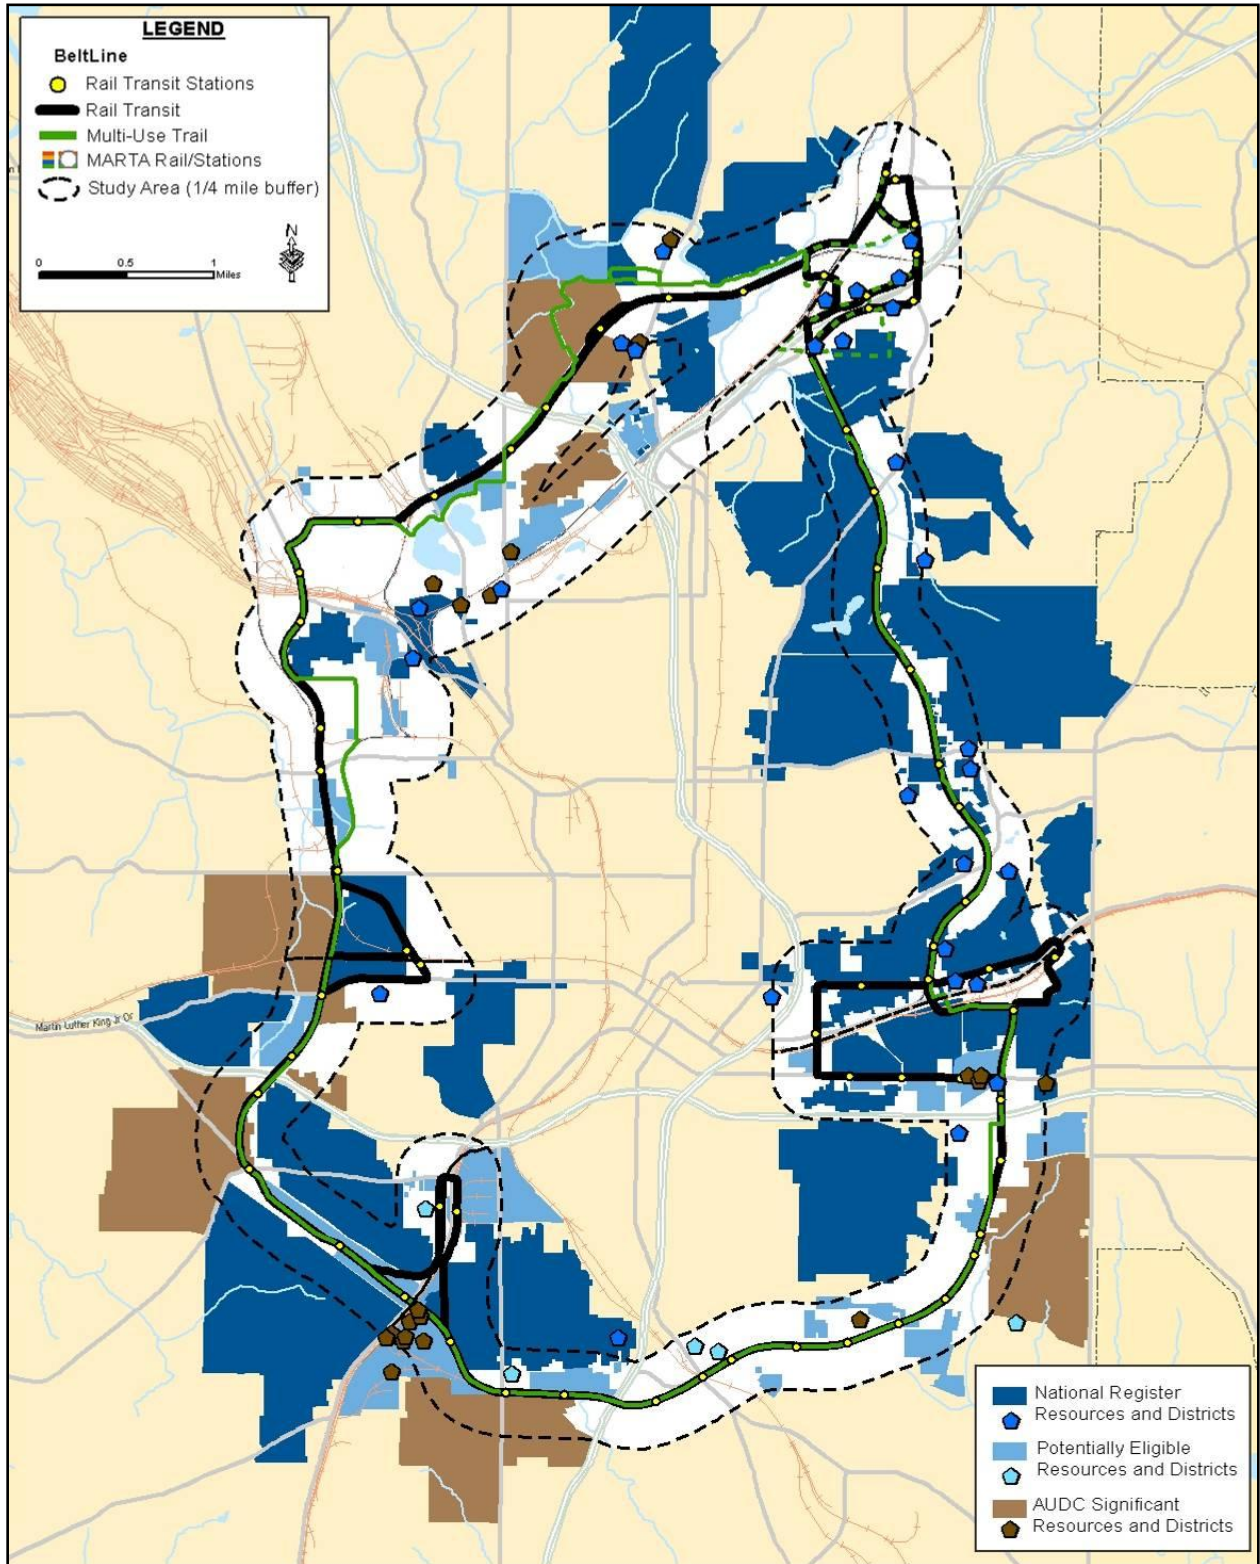 LEGEND
BeltLine
Rail Transit Stations
Rail Transit
Multi-Use Trail
MARTA Rail/Stations
Study Area (1/4 mile buffer)
N
0 0.5 1
Miles
Martin Luther King Jr Dr
National Register
Resources and Districts
Potentially Eligible
Resources and Districts
AUDC Significant
Resources and Districts